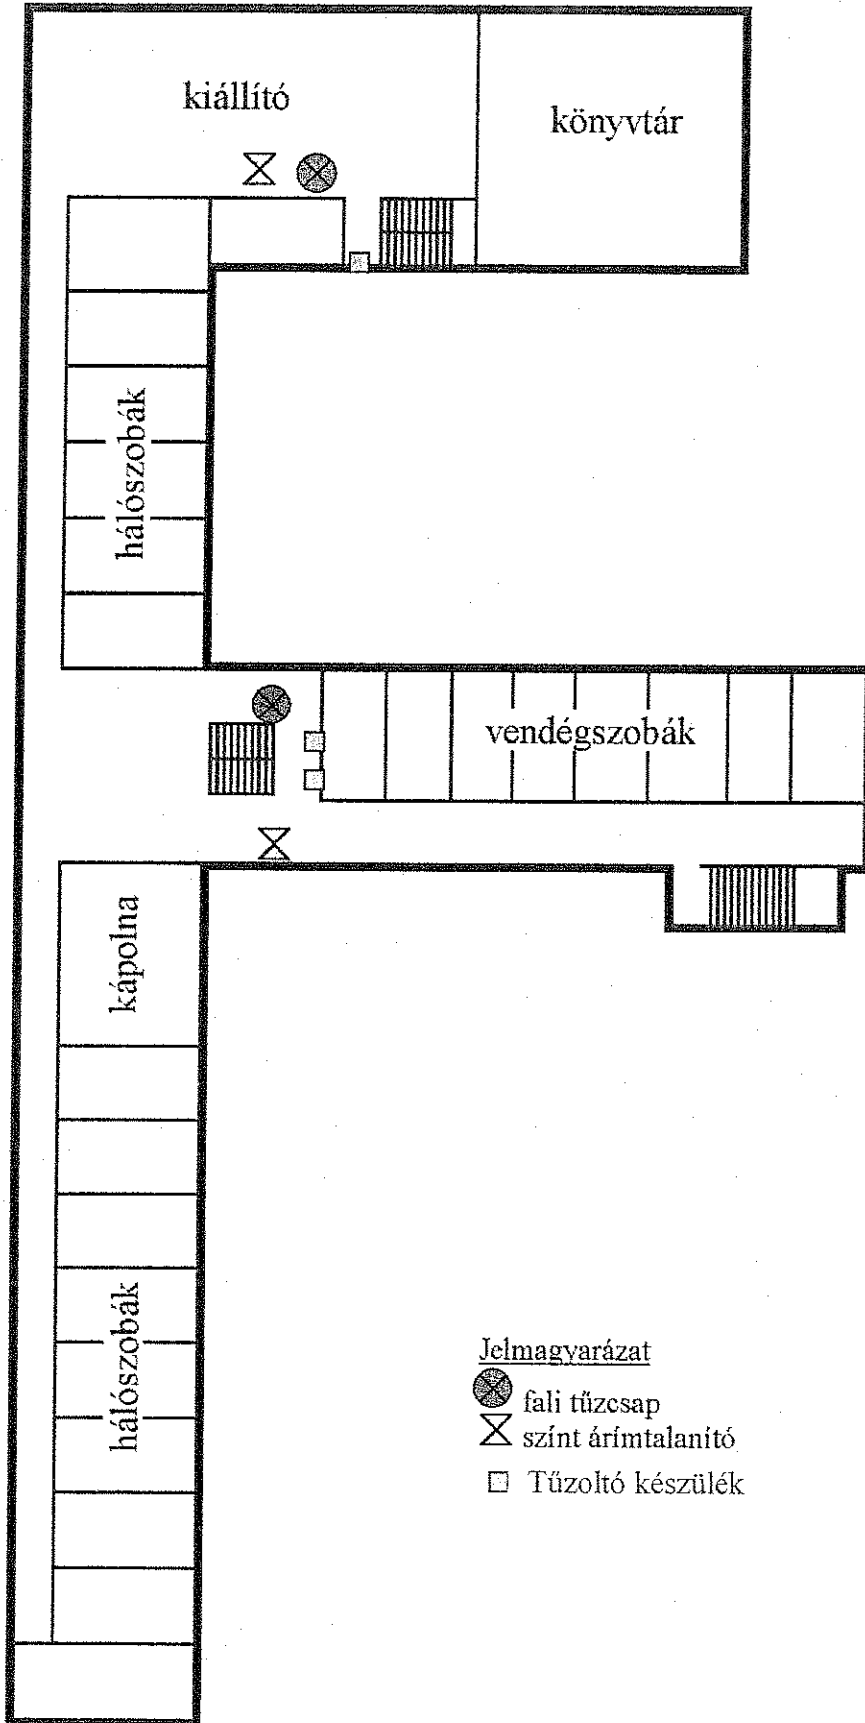 kiállító
könyvtár
hálószobák
vendégszobák
kápolna
hálószobák
Jelmagyarázat
fali tűzcsap
színt árímtalanító
Tűzoltó készülék